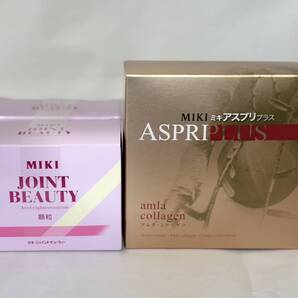 MIKI
JOINT
BEAUTY
顆粒
MIKI ミキアスプリプラス
ASPRIPLUS
amla
collagen
アムラ・コラーゲン